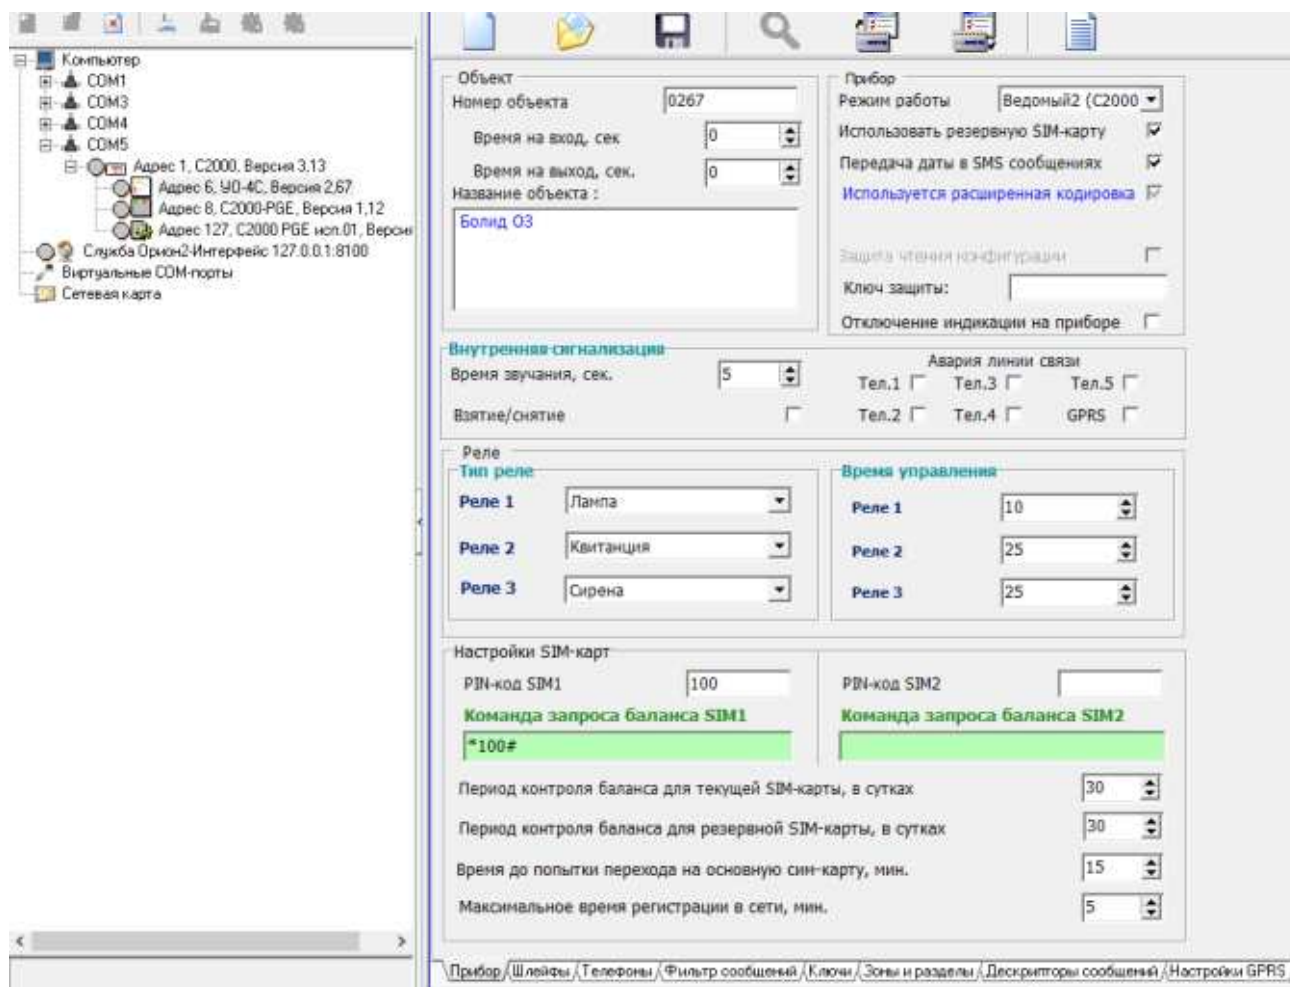 Компьютер
COM1
COM3
COM4
COM5
Адрес 1, С2000, Версия 3.13
Адрес 6, УО-4С, Версия 2,67
Адрес 8, С2000-PGE, Версия 1,12
Адрес 127, С2000 PGE исп.01, Версия
Служба Орион2-Интерфейс 127.0.0.1:8100
Виртуальные COM-порты
Сетевая карта
Объект
Номер объекта 0267
Время на вход, сек 0
Время на выход, сек. 0
Название объекта :
Болид ОЗ
Прибор
Режим работы Ведомый2 (С2000
Использовать резервную SIM-карту
Передача даты в SMS сообщениях
Используется расширенная кодировка
Защита чтения конфигурации
Ключ защиты:
Отключение индикации на приборе
Внутренняя сигнализация
Время звучания, сек. 5
Взятие/снятие
Авария линии связи
Тел.1 Тел.3 Тел.5
Тел.2 Тел.4 GPRS
Реле
Тип реле
Реле 1 Лампа
Реле 2 Квитанция
Реле 3 Сирена
Время управления
Реле 1 10
Реле 2 25
Реле 3 25
Настройки SIM-карт
PIN-код SIM1 100
PIN-код SIM2
Команда запроса баланса SIM1
Команда запроса баланса SIM2
*100#
Период контроля баланса для текущей SIM-карты, в сутках 30
Период контроля баланса для резервной SIM-карты, в сутках 30
Время до попытки перехода на основную сим-карту, мин. 15
Максимальное время регистрации в сети, мин. 5
Прибор Шлейфы Телефоны Фильтр сообщений Ключи Зоны и разделы Дескрипторы сообщений Настройки GPRS